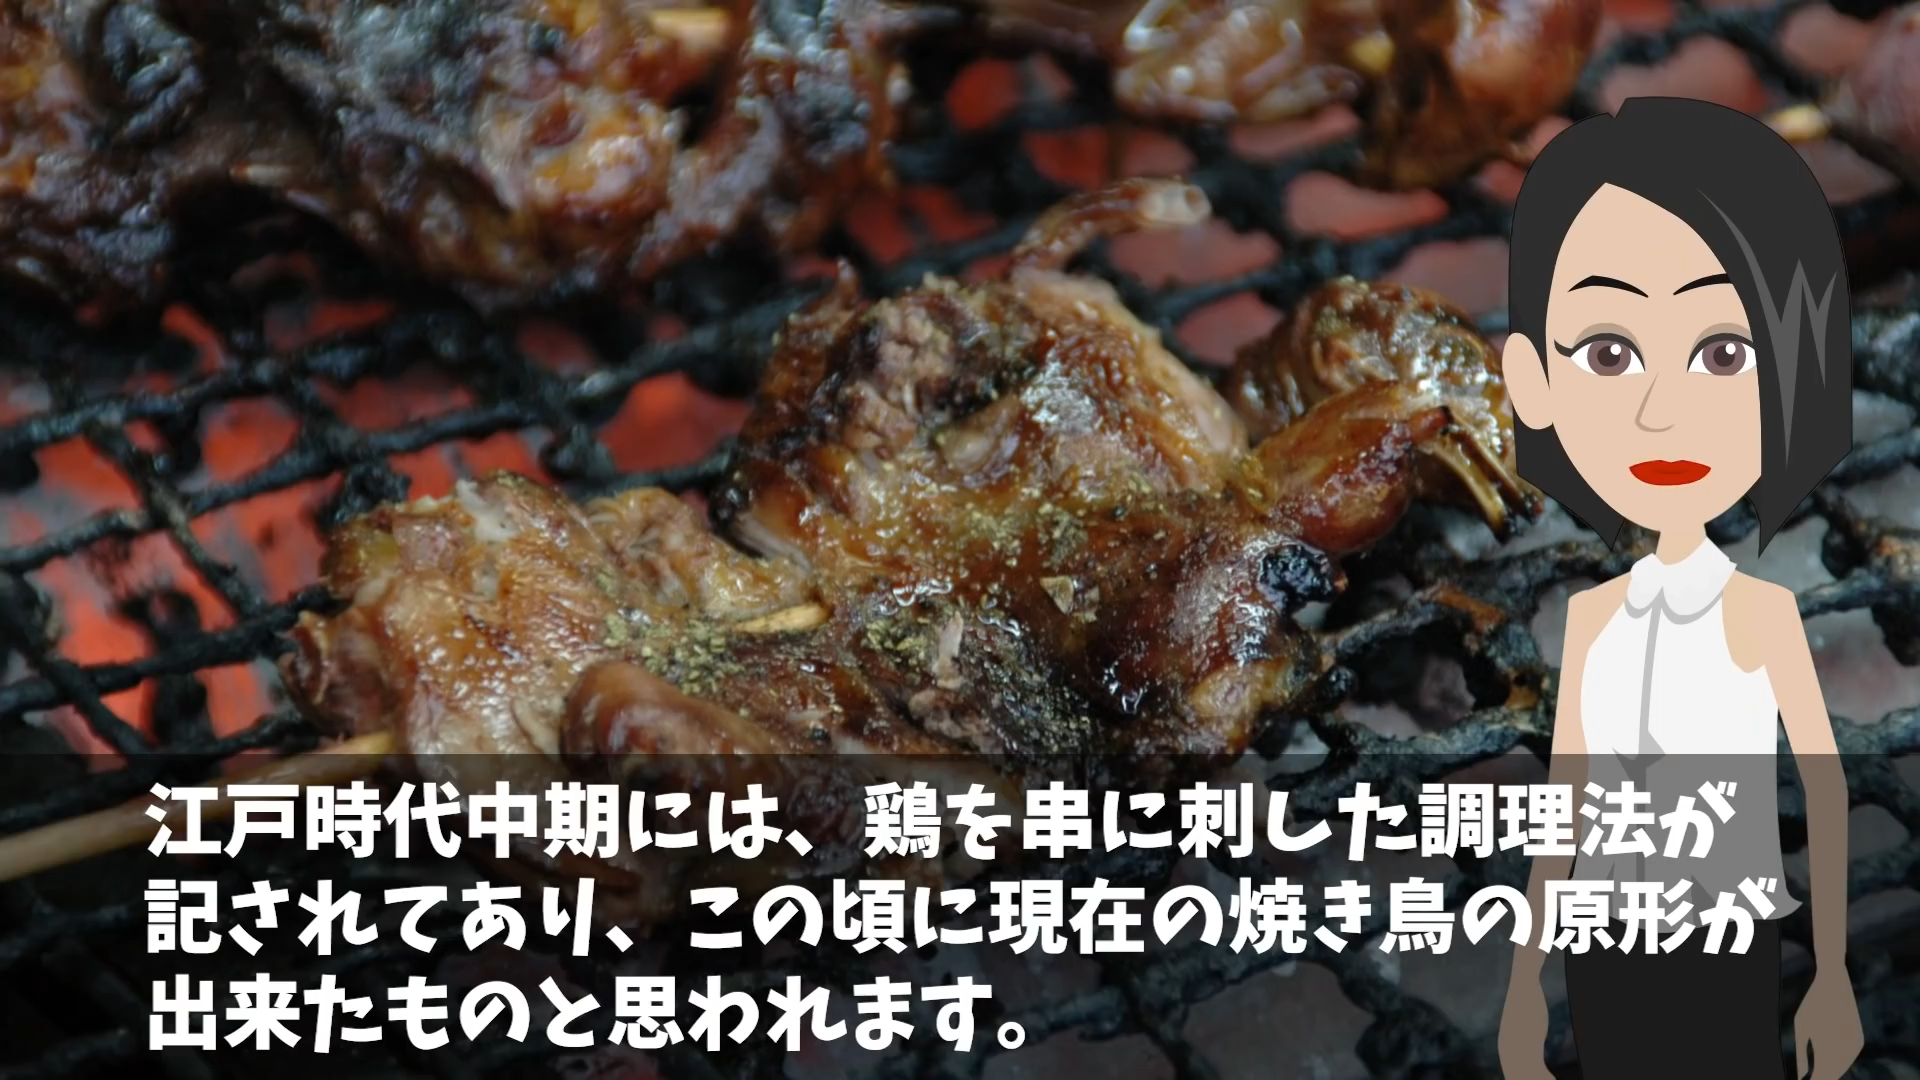 江戸時代中期には、鶏を串に刺した調理法が
記されてあり、この頃に現在の焼き鳥の原形が
出来たものと思われます。